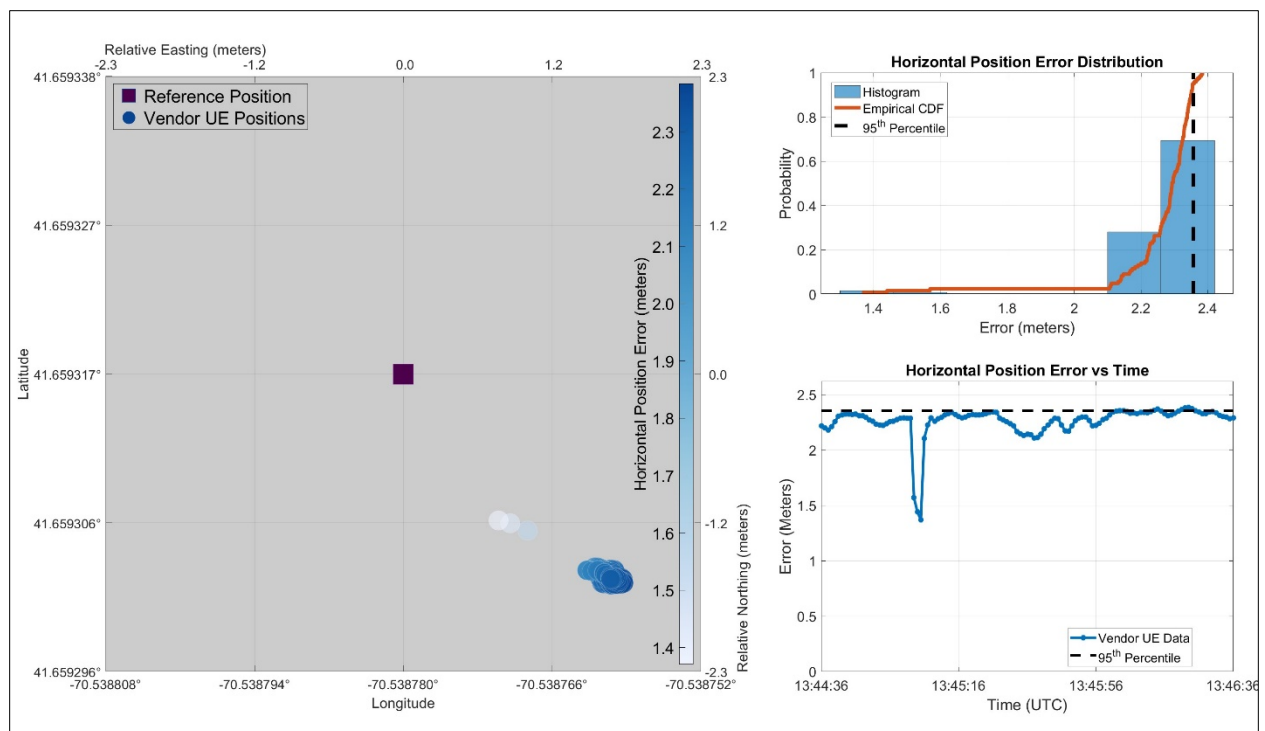 Relative Easting (meters)
-2.3
-1.2
0.0
1.2
2.3
41.659338°
41.659327°
41.659317°
41.659306°
41.659296°
Latitude
Reference Position
Vendor UE Positions
2.3
2.2
2.1
2.0
1.9
1.8
1.7
1.6
1.5
1.4
Horizontal Position Error (meters)
2.3
1.2
0.0
-1.2
-2.3
Relative Northing (meters)
-70.538808°
-70.538794°
-70.538780°
-70.538766°
-70.538752°
Longitude
Horizontal Position Error Distribution
Histogram
Empirical CDF
95th Percentile
1
0.8
0.6
0.4
0.2
0
Probability
1.4
1.6
1.8
2
2.2
2.4
Error (meters)
Horizontal Position Error vs Time
2.5
2
1.5
1
0.5
0
Error (Meters)
Vendor UE Data
95th Percentile
13:44:36
13:45:16
13:45:56
13:46:36
Time (UTC)